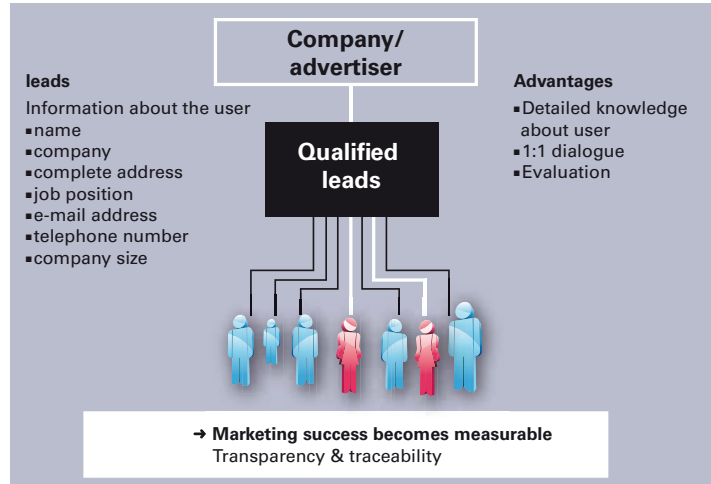 Company/
advertiser
leads
Information about the user
▪name
▪company
▪complete address
▪job position
▪e-mail address
▪telephone number
▪company size
Qualified
leads
Advantages
▪Detailed knowledge
about user
▪1:1 dialogue
▪Evaluation
➔ Marketing success becomes measurable
Transparency & traceability